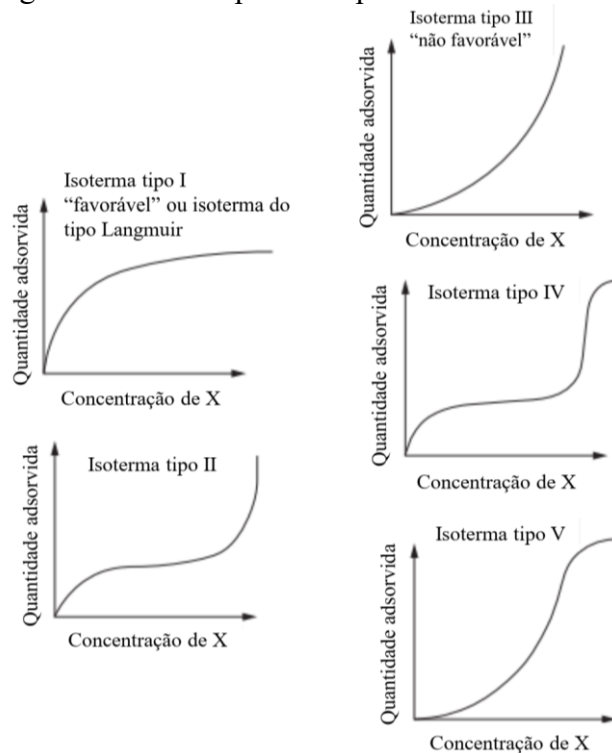 Isoterma tipo I
“favorável” ou isoterma do
tipo Langmuir
Quantidade adsorvida
Concentração de X
Isoterma tipo II
Quantidade adsorvida
Concentração de X
Isoterma tipo III
“não favorável”
Quantidade adsorvida
Concentração de X
Isoterma tipo IV
Quantidade adsorvida
Concentração de X
Isoterma tipo V
Quantidade adsorvida
Concentração de X